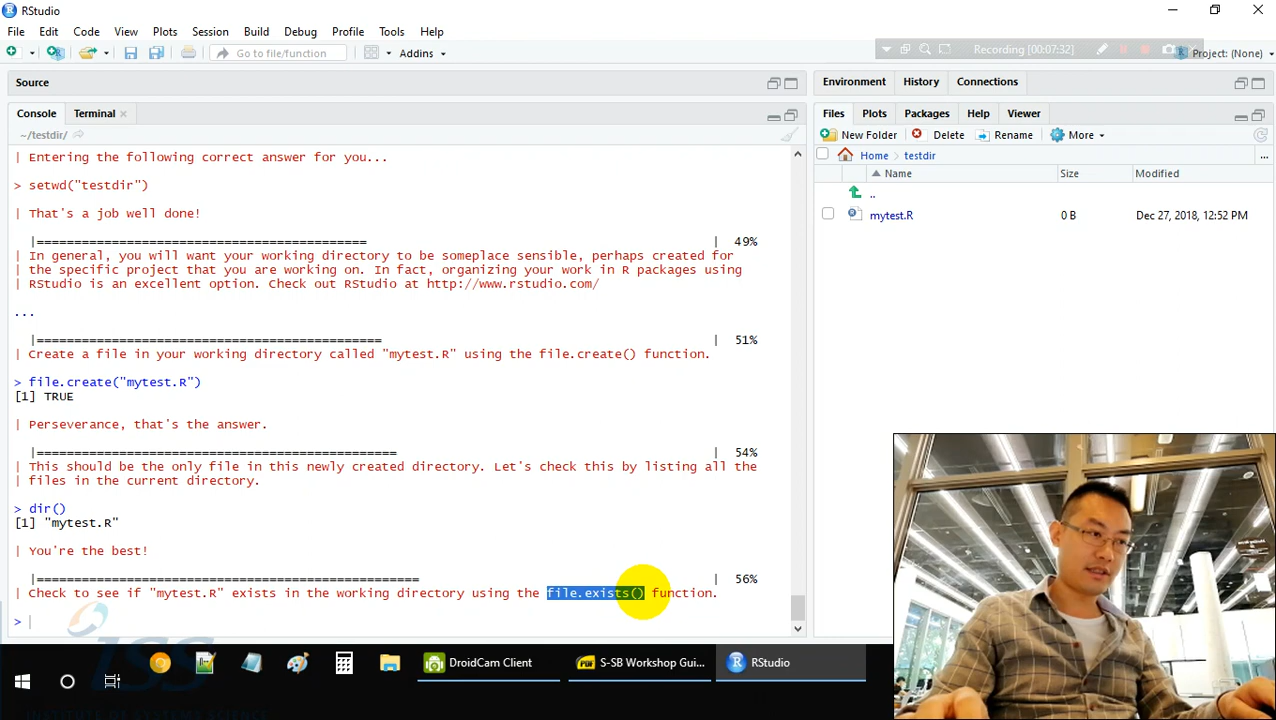 RStudio
File Edit Code View Plots Session Build Debug Profile Tools Help
Go to file/function Addins Recording [00:07:32] Project: (None)
Source
Environment History Connections
Console Terminal
Files Plots Packages Help Viewer
~/testdir/
New Folder Delete Rename More
Home testdir ...
Name Size Modified
..
mytest.R 0 B Dec 27, 2018, 12:52 PM
| Entering the following correct answer for you...
> setwd("testdir")
| That's a job well done!
|============================================ | 49%
| In general, you will want your working directory to be someplace sensible, perhaps created for
| the specific project that you are working on. In fact, organizing your work in R packages using
| RStudio is an excellent option. Check out RStudio at http://www.rstudio.com/
...
|============================================== | 51%
| Create a file in your working directory called "mytest.R" using the file.create() function.
> file.create("mytest.R")
[1] TRUE
| Perseverance, that's the answer.
|================================================ | 54%
| This should be the only file in this newly created directory. Let's check this by listing all the
| files in the current directory.
> dir()
[1] "mytest.R"
| You're the best!
|=================================================== | 56%
| Check to see if "mytest.R" exists in the working directory using the file.exists() function.
>
DroidCam Client S-SB Workshop Gui... RStudio
ISS